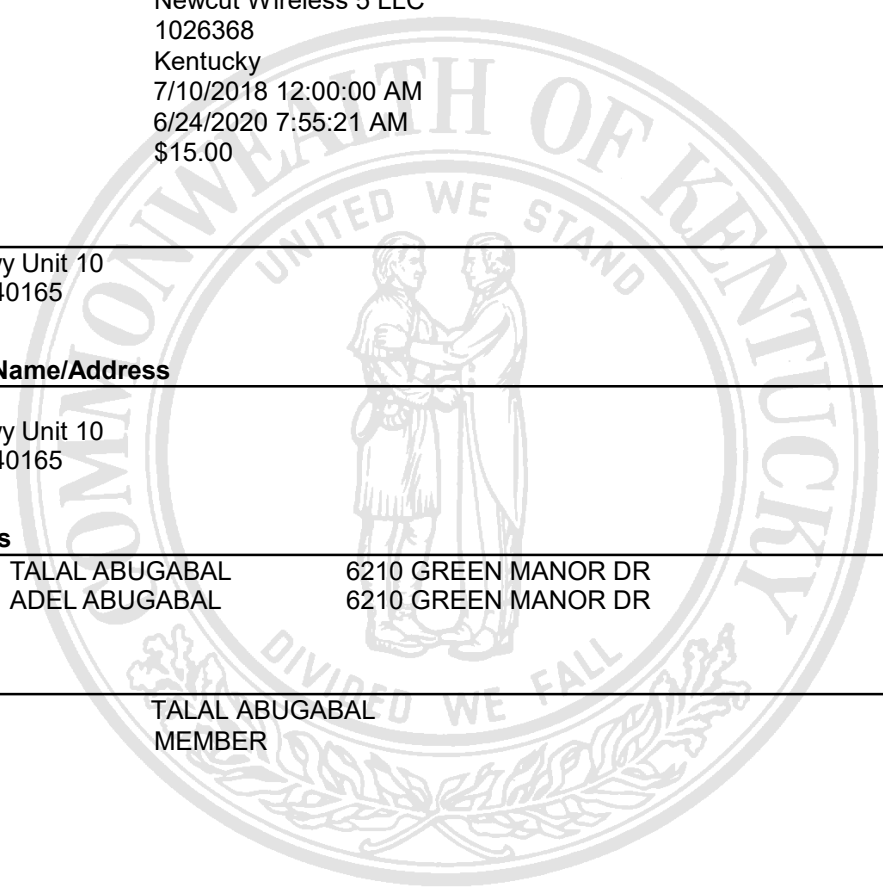 Newcut Wireless 5 LLC
1026368
Kentucky
7/10/2018 12:00:00 AM
6/24/2020 7:55:21 AM
$15.00
Unit 10
40165
Name/Address
Unit 10
40165
TALAL ABUGABAL 6210 GREEN MANOR DR
ADEL ABUGABAL 6210 GREEN MANOR DR
TALAL ABUGABAL
MEMBER
COMMONWEALTH OF KENTUCKY
UNITED WE STAND
DIVIDED WE FALL